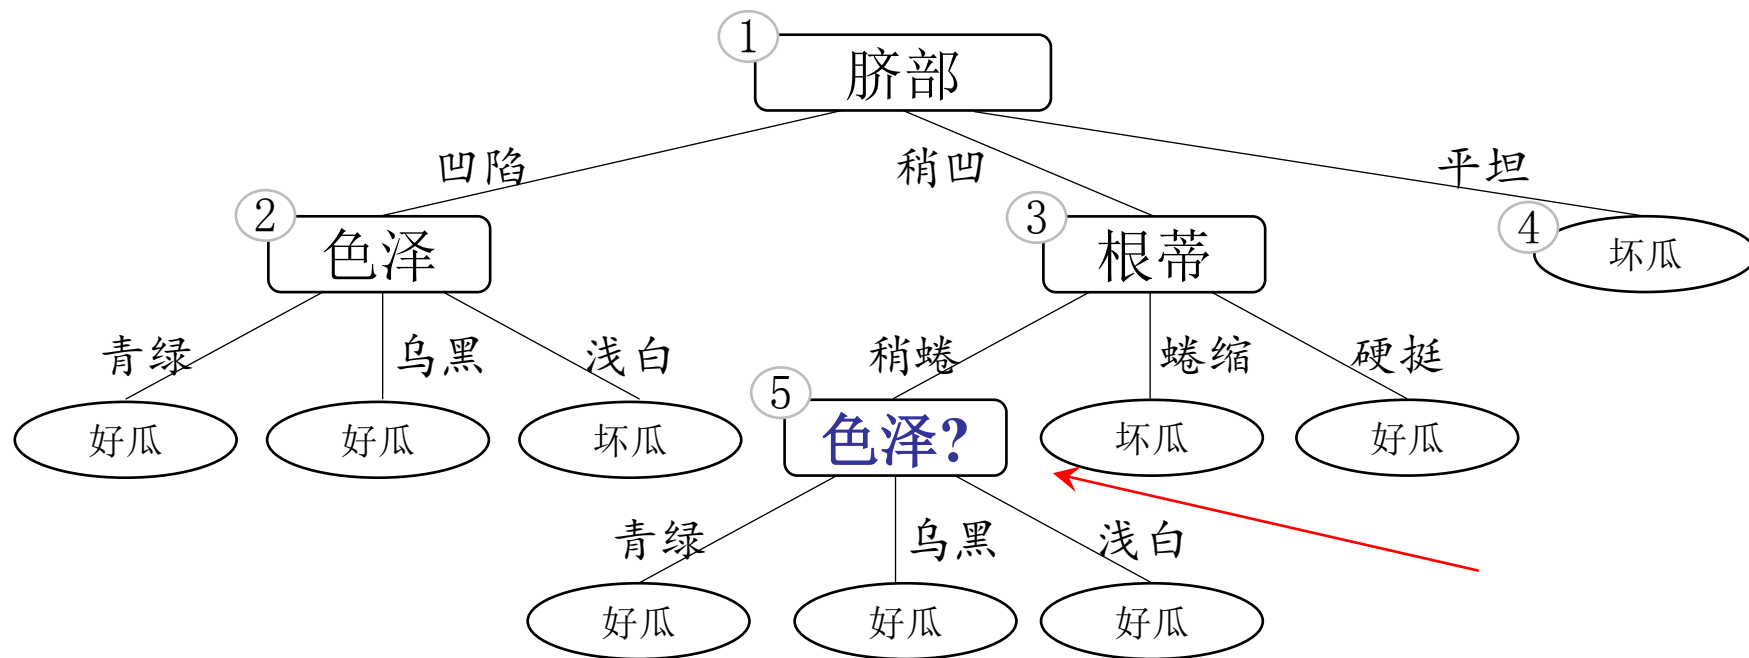 1
脐部
凹陷 稍凹 平坦
2 3 4
色泽 根蒂 坏瓜
青绿 乌黑 浅白 稍蜷 蜷缩 硬挺
5
好瓜 好瓜 坏瓜 色泽? 坏瓜 好瓜
青绿 乌黑 浅白
好瓜 好瓜 好瓜